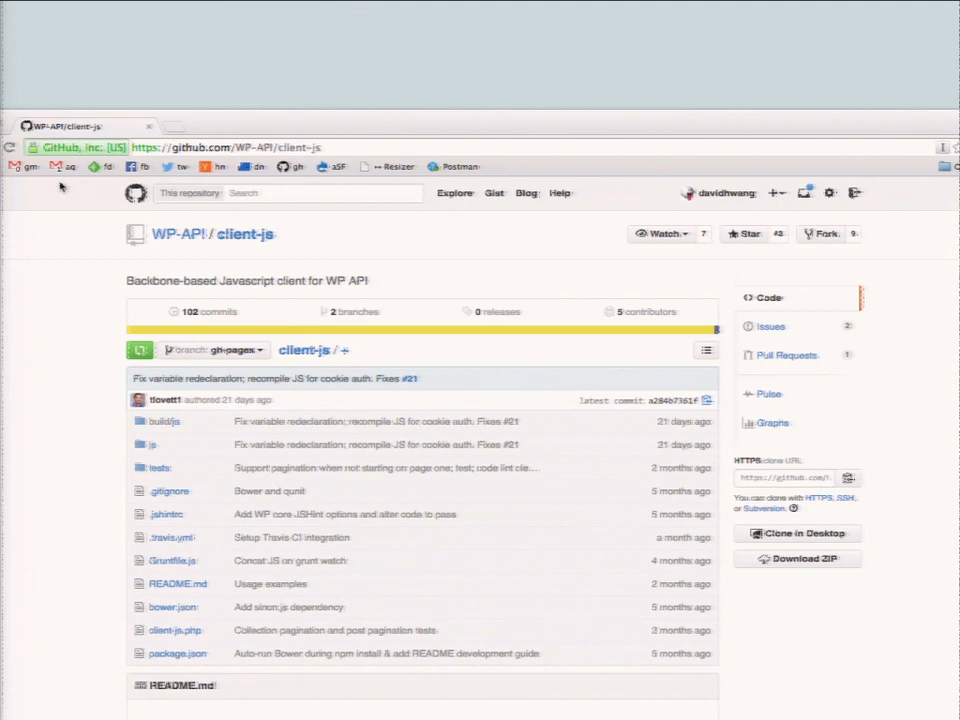 WP-API/client-js
GitHub, Inc. [US] https://github.com/WP-API/client-js
gm aq fd fb tw hn dn gh aSF Resizer Postman
This repository Search Explore Gist Blog Help davidhwang
WP-API / client-js Watch 7 Star Fork 9
Backbone-based Javascript client for WP API
102 commits 2 branches 0 releases 5 contributors
Code
Issues 2
Pull Requests 1
Pulse
Graphs
HTTPS clone URL
https://github.com/
You can clone with HTTPS, SSH,
or Subversion.
Clone in Desktop
Download ZIP
branch: gh-pages client-js / +
Fix variable redeclaration; recompile JS for cookie auth. Fixes #21
tlovett1 authored 21 days ago latest commit a284b7361f
build/js Fix variable redeclaration; recompile JS for cookie auth. Fixes #21 21 days ago
js Fix variable redeclaration; recompile JS for cookie auth. Fixes #21 21 days ago
tests Support pagination when not starting on page one; test; code lint cle... 2 months ago
.gitignore Bower and qunit 5 months ago
.jshintrc Add WP core JSHint options and alter code to pass 5 months ago
.travis.yml Setup Travis CI integration a month ago
Gruntfile.js Concat JS on grunt watch 4 months ago
README.md Usage examples 2 months ago
bower.json Add sinon.js dependency 5 months ago
client-js.php Collection pagination and post pagination tests months ago
package.json Auto-run Bower during npm install & add README development guide 5 months ago
README.md